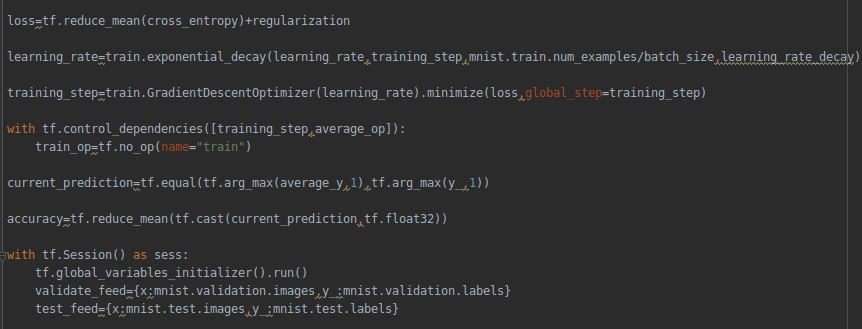 loss=tf.reduce_mean(cross_entropy)+regularization
learning_rate=train.exponential_decay(learning_rate,training_step,mnist.train.num_examples/batch_size,learning_rate_decay)
training_step=train.GradientDescentOptimizer(learning_rate).minimize(loss,global_step=training_step)
with tf.control_dependencies([training_step,average_op]):
    train_op=tf.no_op(name="train")
current_prediction=tf.equal(tf.arg_max(average_y,1),tf.arg_max(y_,1))
accuracy=tf.reduce_mean(tf.cast(current_prediction,tf.float32))
with tf.Session() as sess:
    tf.global_variables_initializer().run()
    validate_feed={x:mnist.validation.images,y_:mnist.validation.labels}
    test_feed={x:mnist.test.images,y_:mnist.test.labels}